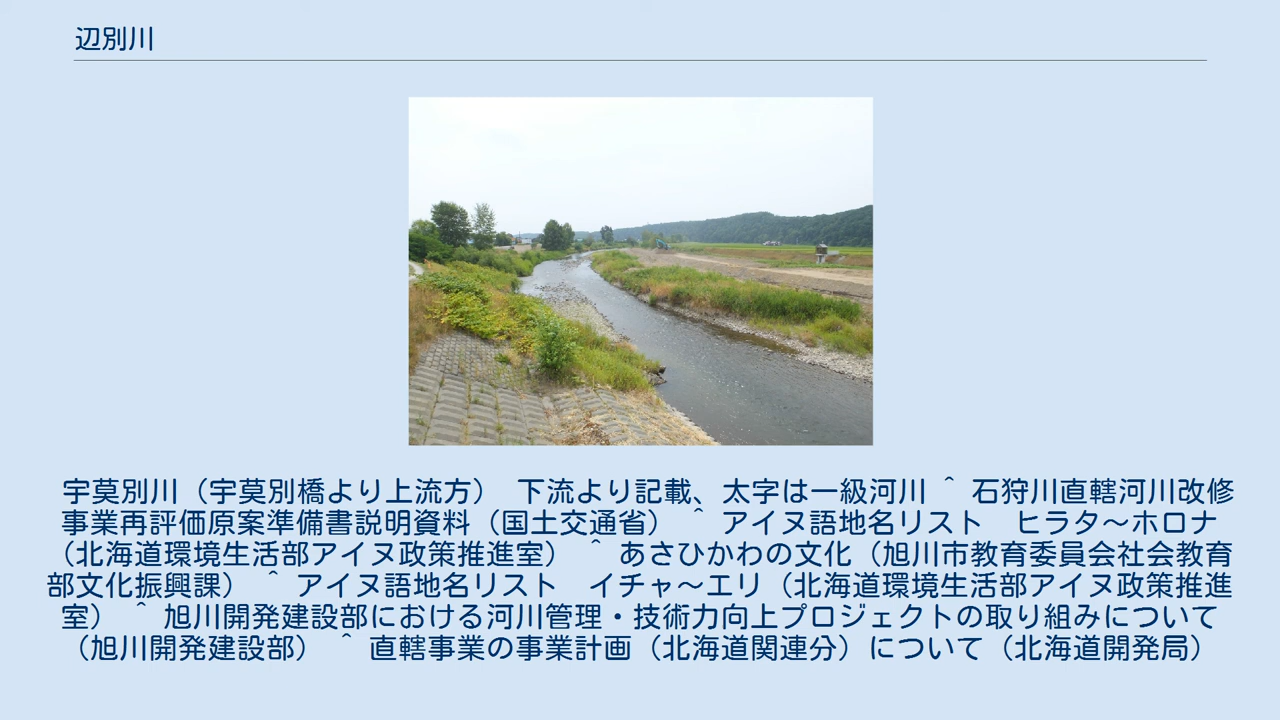 辺別川
宇莫別川（宇莫別橋より上流方）　下流より記載、太字は一級河川 ^ 石狩川直轄河川改修
事業再評価原案準備書説明資料（国土交通省） ^ アイヌ語地名リスト　ヒラタ～ホロナ
（北海道環境生活部アイヌ政策推進室） ^ あさひかわの文化（旭川市教育委員会社会教育
部文化振興課） ^ アイヌ語地名リスト　イチャ～エリ（北海道環境生活部アイヌ政策推進
室） ^ 旭川開発建設部における河川管理・技術力向上プロジェクトの取り組みについて
（旭川開発建設部） ^ 直轄事業の事業計画（北海道関連分）について（北海道開発局）